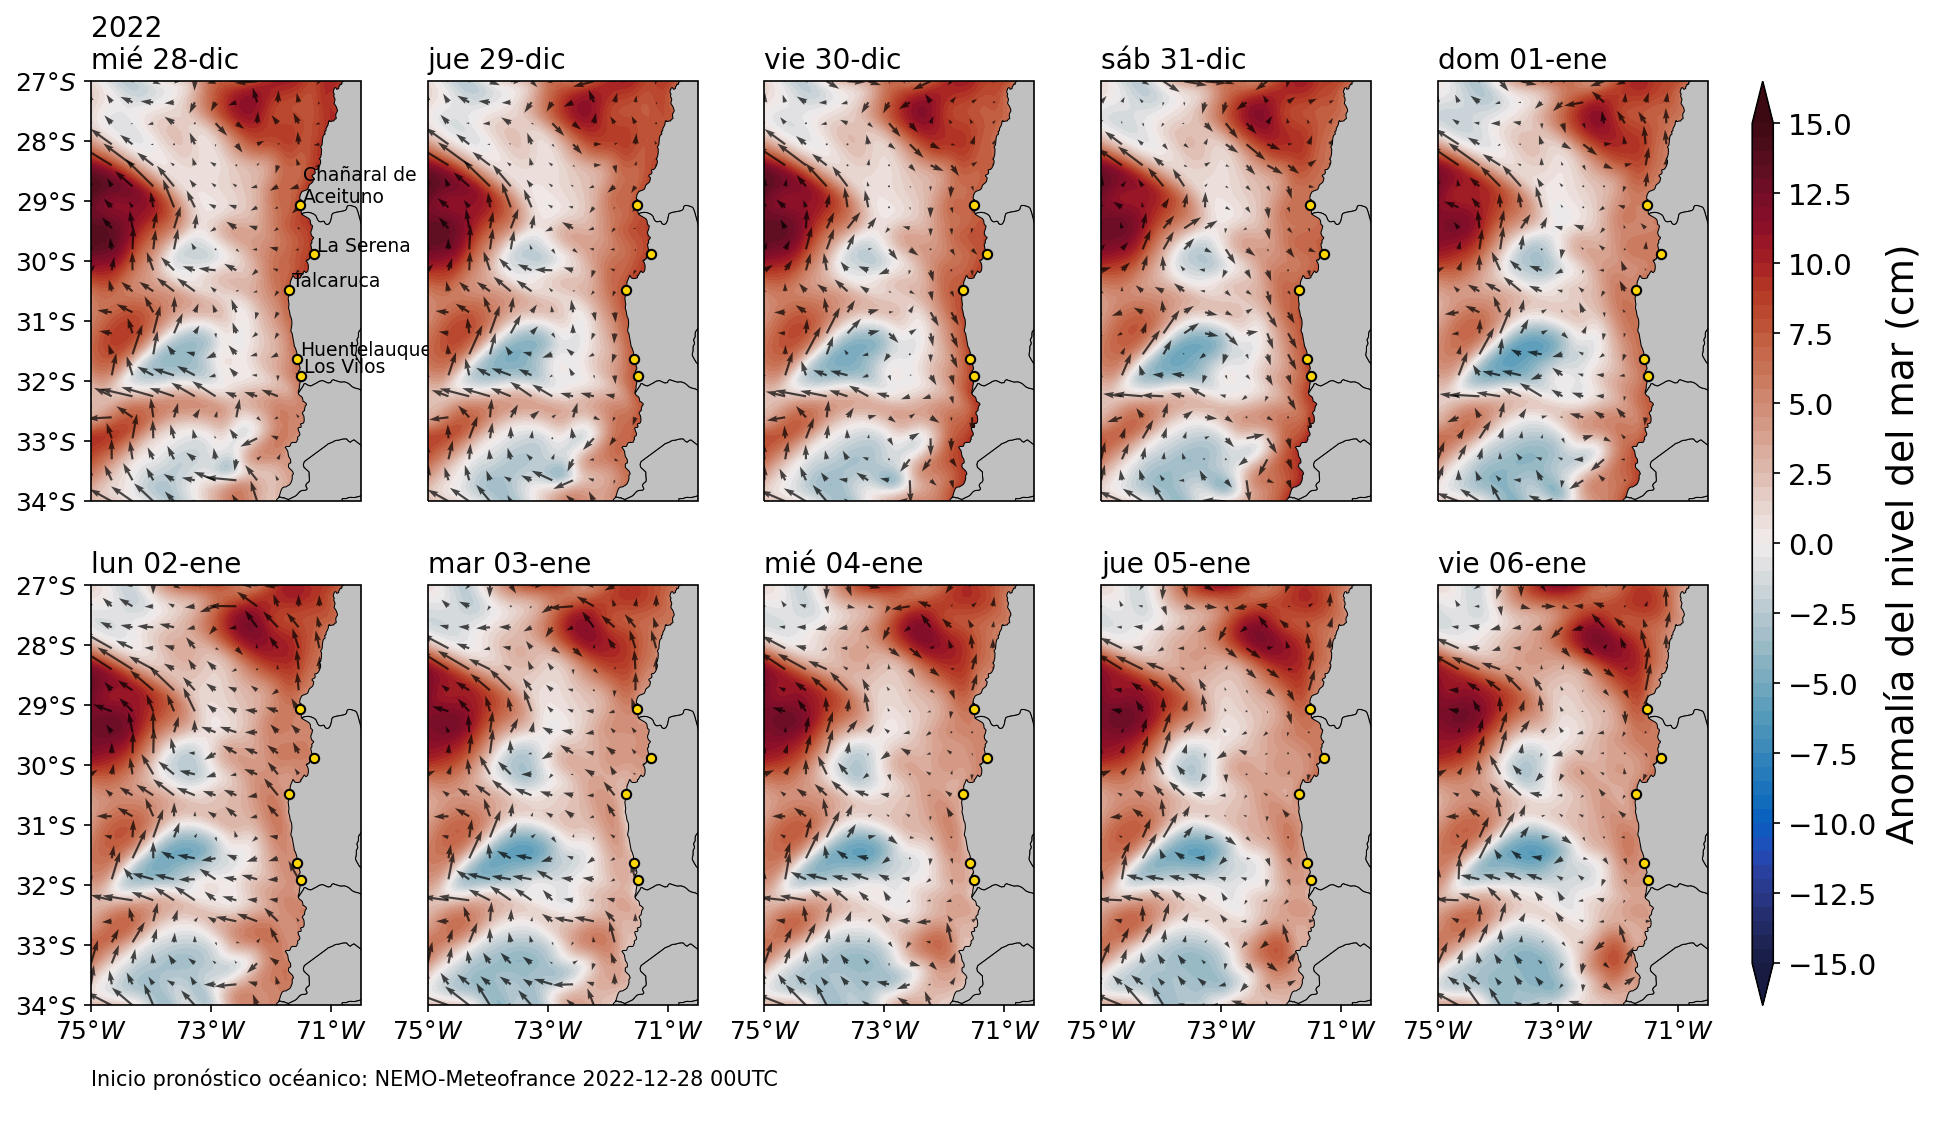 2022
mié 28-dic
jue 29-dic
vie 30-dic
sáb 31-dic
dom 01-ene
27°S
28°S
29°S
30°S
31°S
32°S
33°S
34°S
Chañaral de
Aceituno
La Serena
Talcaruca
Huentelauque
Los Vilos
lun 02-ene
mar 03-ene
mié 04-ene
jue 05-ene
vie 06-ene
27°S
28°S
29°S
30°S
31°S
32°S
33°S
34°S
75°W 73°W 71°W
75°W 73°W 71°W
75°W 73°W 71°W
75°W 73°W 71°W
75°W 73°W 71°W
15.0
12.5
10.0
7.5
5.0
2.5
0.0
−2.5
−5.0
−7.5
−10.0
−12.5
−15.0
Anomalía del nivel del mar (cm)
Inicio pronóstico océanico: NEMO-Meteofrance 2022-12-28 00UTC